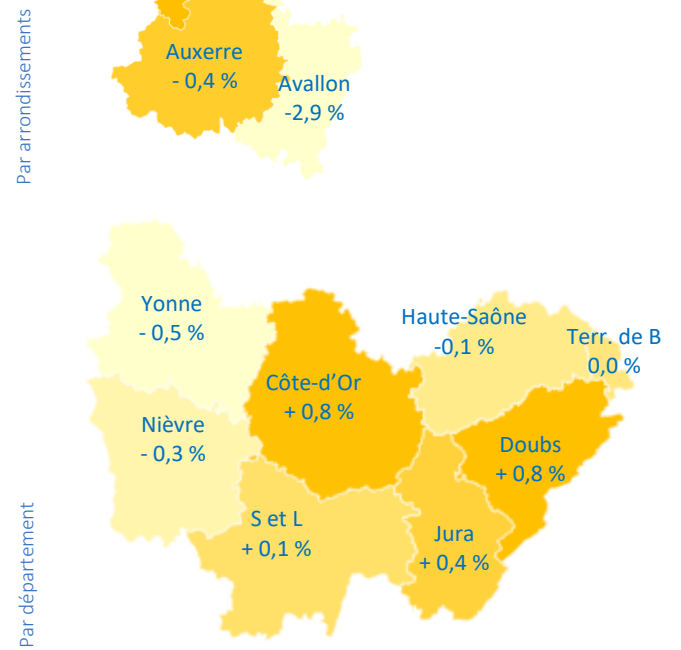 Par arrondissements
Auxerre
- 0,4 %
Avallon
-2,9 %
Par département
Yonne
- 0,5 %
Côte-d’Or
+ 0,8 %
Haute-Saône
-0,1 %
Terr. de B
0,0 %
Nièvre
- 0,3 %
Doubs
+ 0,8 %
S et L
+ 0,1 %
Jura
+ 0,4 %